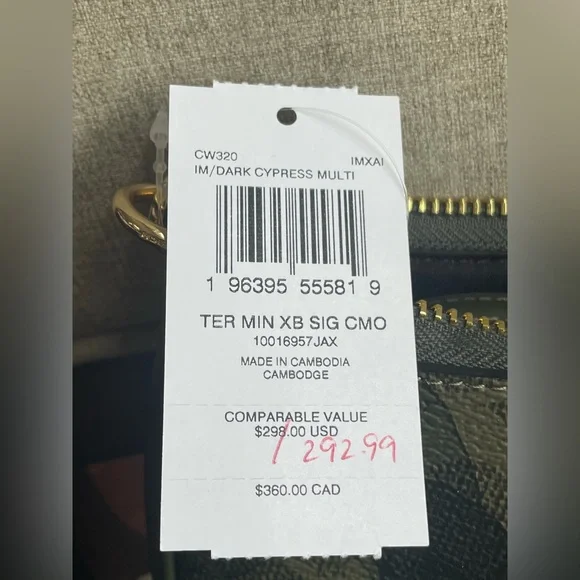 CW320 IMXAI
IM/DARK CYPRESS MULTI
1 96395 55581 9
TER MIN XB SIG CMO
10016957JAX
MADE IN CAMBODIA
CAMBODGE
COMPARABLE VALUE
$298.00 USD
/ 292.99
$360.00 CAD